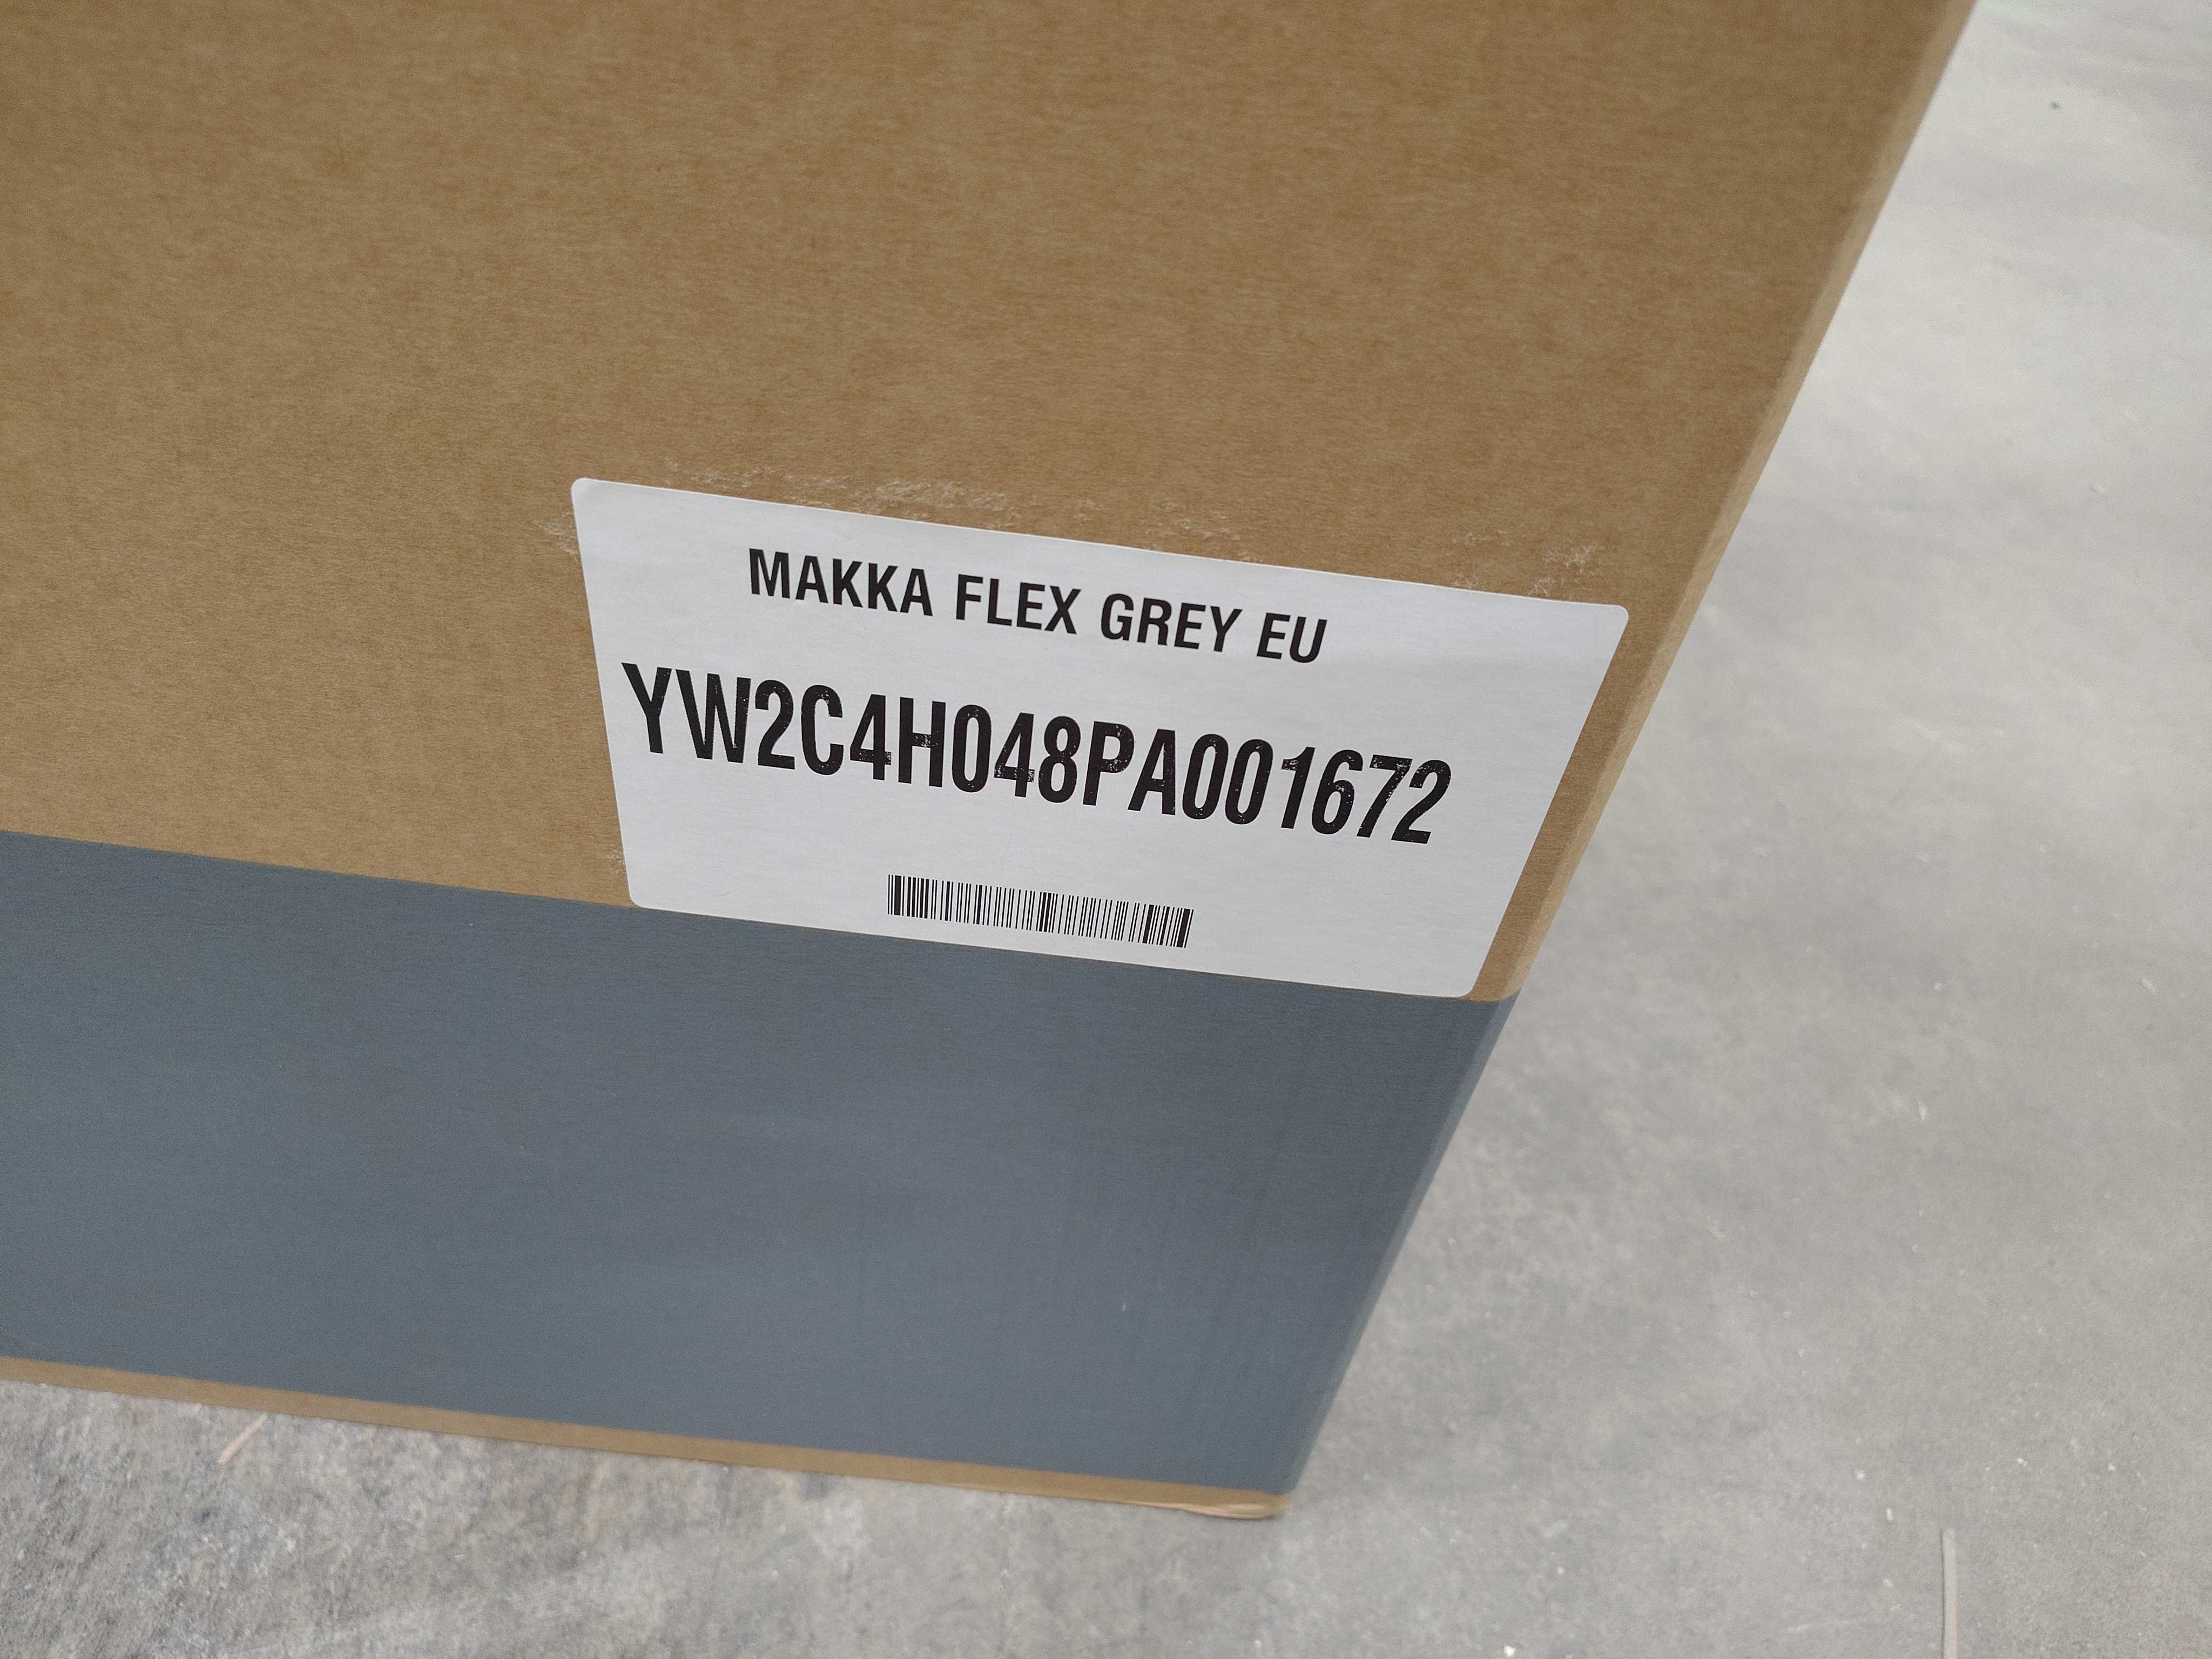 MAKKA FLEX GREY EU
YW2C4H048PA001672